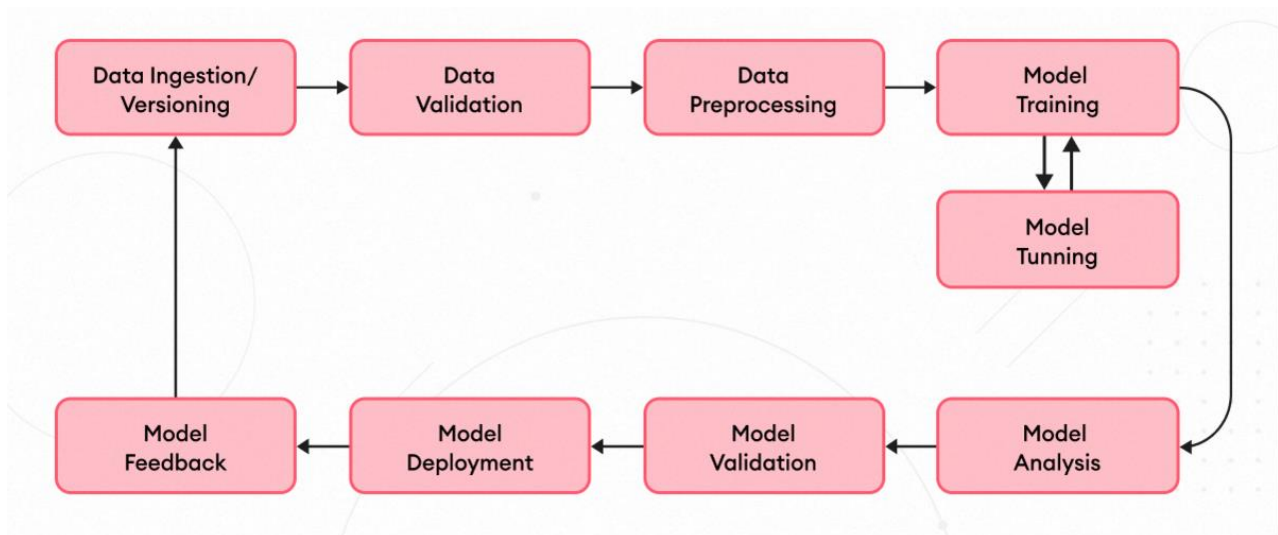 Data Ingestion/
Versioning
Data
Validation
Data
Preprocessing
Model
Training
Model
Tunning
Model
Feedback
Model
Deployment
Model
Validation
Model
Analysis